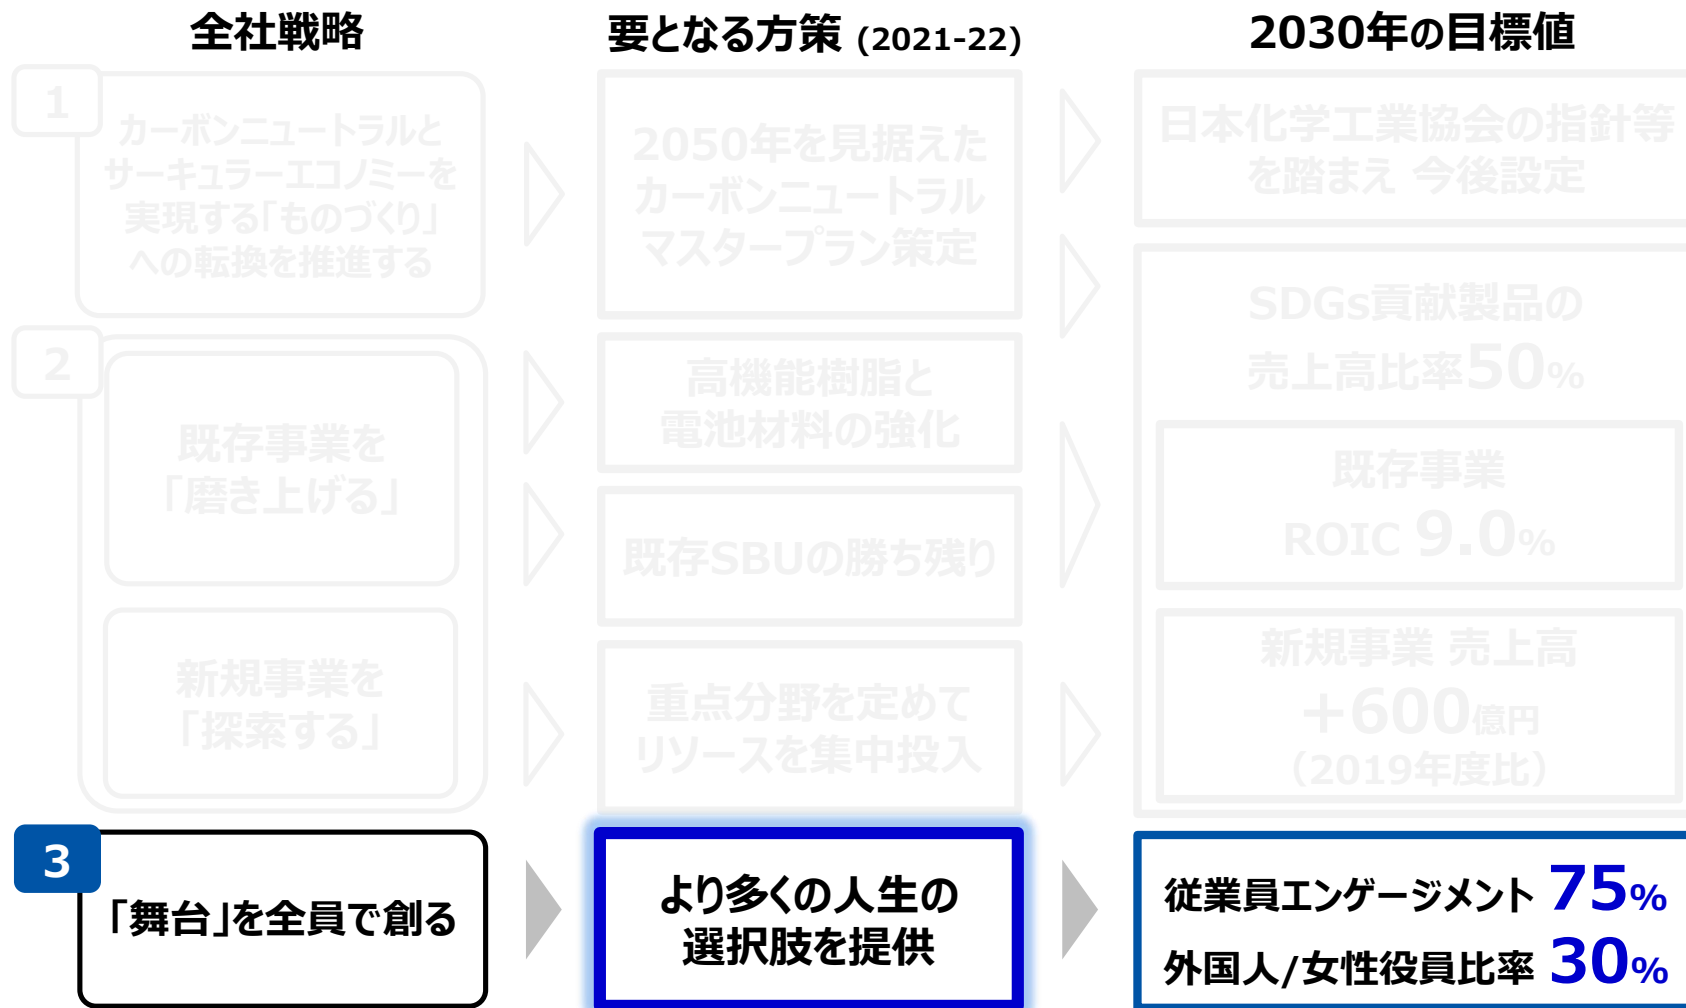 全社戦略
要となる方策 (2021-22)
2030年の目標値
1
カーボンニュートラルと
サーキュラーエコノミーを
実現する「ものづくり」
への転換を推進する
2050年を見据えた
カーボンニュートラル
マスタープラン策定
日本化学工業協会の指針等
を踏まえ 今後設定
2
既存事業を
「磨き上げる」
新規事業を
「探索する」
高機能樹脂と
電池材料の強化
既存SBUの勝ち残り
重点分野を定めて
リソースを集中投入
SDGs貢献製品の
売上高比率50%
既存事業
ROIC 9.0%
新規事業 売上高
+600億円
(2019年度比)
3
「舞台」を全員で創る
より多くの人生の
選択肢を提供
従業員エンゲージメント 75%
外国人/女性役員比率 30%